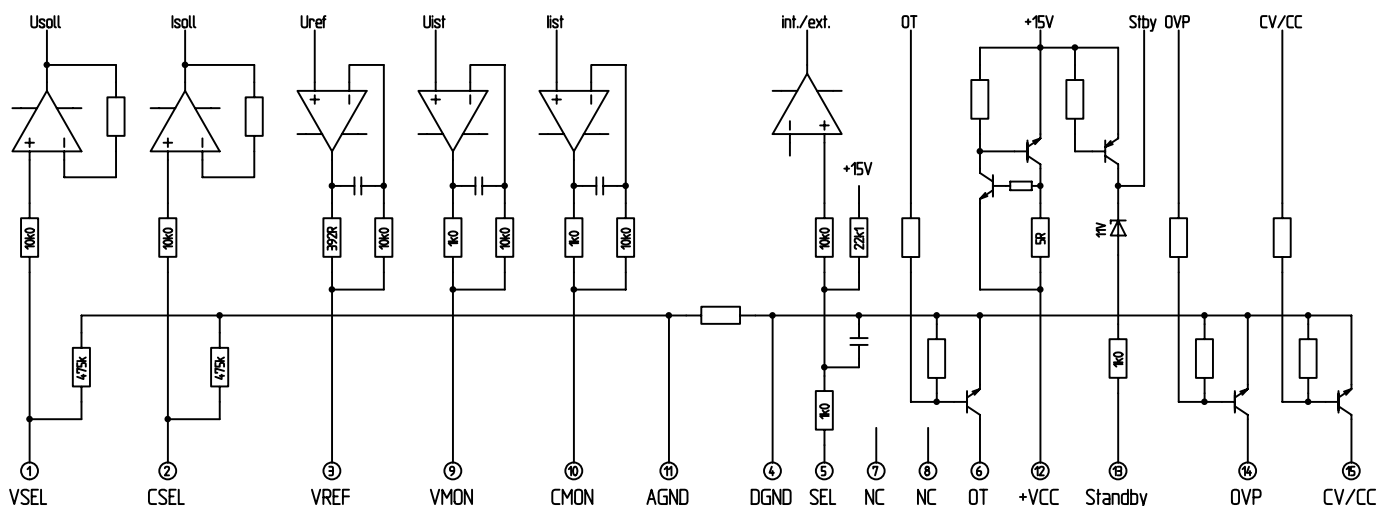 Usoll Isoll Uref Uist Iist int./ext. OT +15V Stby OVP CV/CC
+ − + − + − + − + − − +
+15V
10k0 10k0 392R 10k0 1k0 10k0 1k0 10k0 10k0 22k1 5R 11V
475k 475k 1k0 1k0
1 2 3 9 10 11 4 5 7 8 6 12 13 14 15
VSEL CSEL VREF VMON CMON AGND DGND SEL NC NC OT +VCC Standby OVP CV/CC